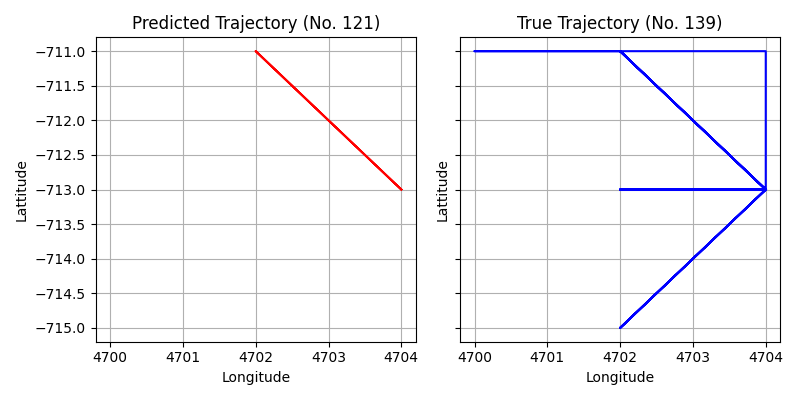 Predicted Trajectory (No. 121)
True Trajectory (No. 139)
−711.0
−711.5
−712.0
−712.5
−713.0
−713.5
−714.0
−714.5
−715.0
Lattitude
Lattitude
4700 4701 4702 4703 4704
4700 4701 4702 4703 4704
Longitude
Longitude